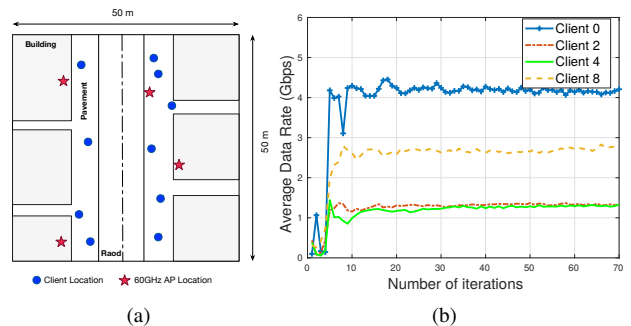 50 m
Building
Pavement
50 m
Raod
Client Location
60GHz AP Location
(a)
Client 0
Client 2
Client 4
Client 8
Average Data Rate (Gbps)
5
4
3
2
1
0
0
10
20
30
40
50
60
70
Number of iterations
(b)